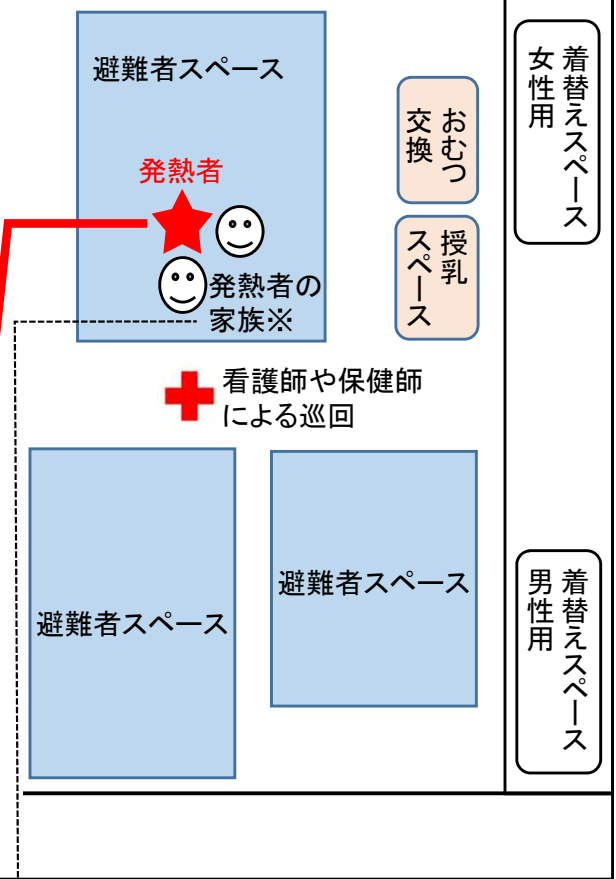 避難者スペース
発熱者
発熱者の
家族※
おむつ
交換
授乳
スペース
着替えスペース
女性用
看護師や保健師
による巡回
避難者スペース
避難者スペース
着替えスペース
男性用